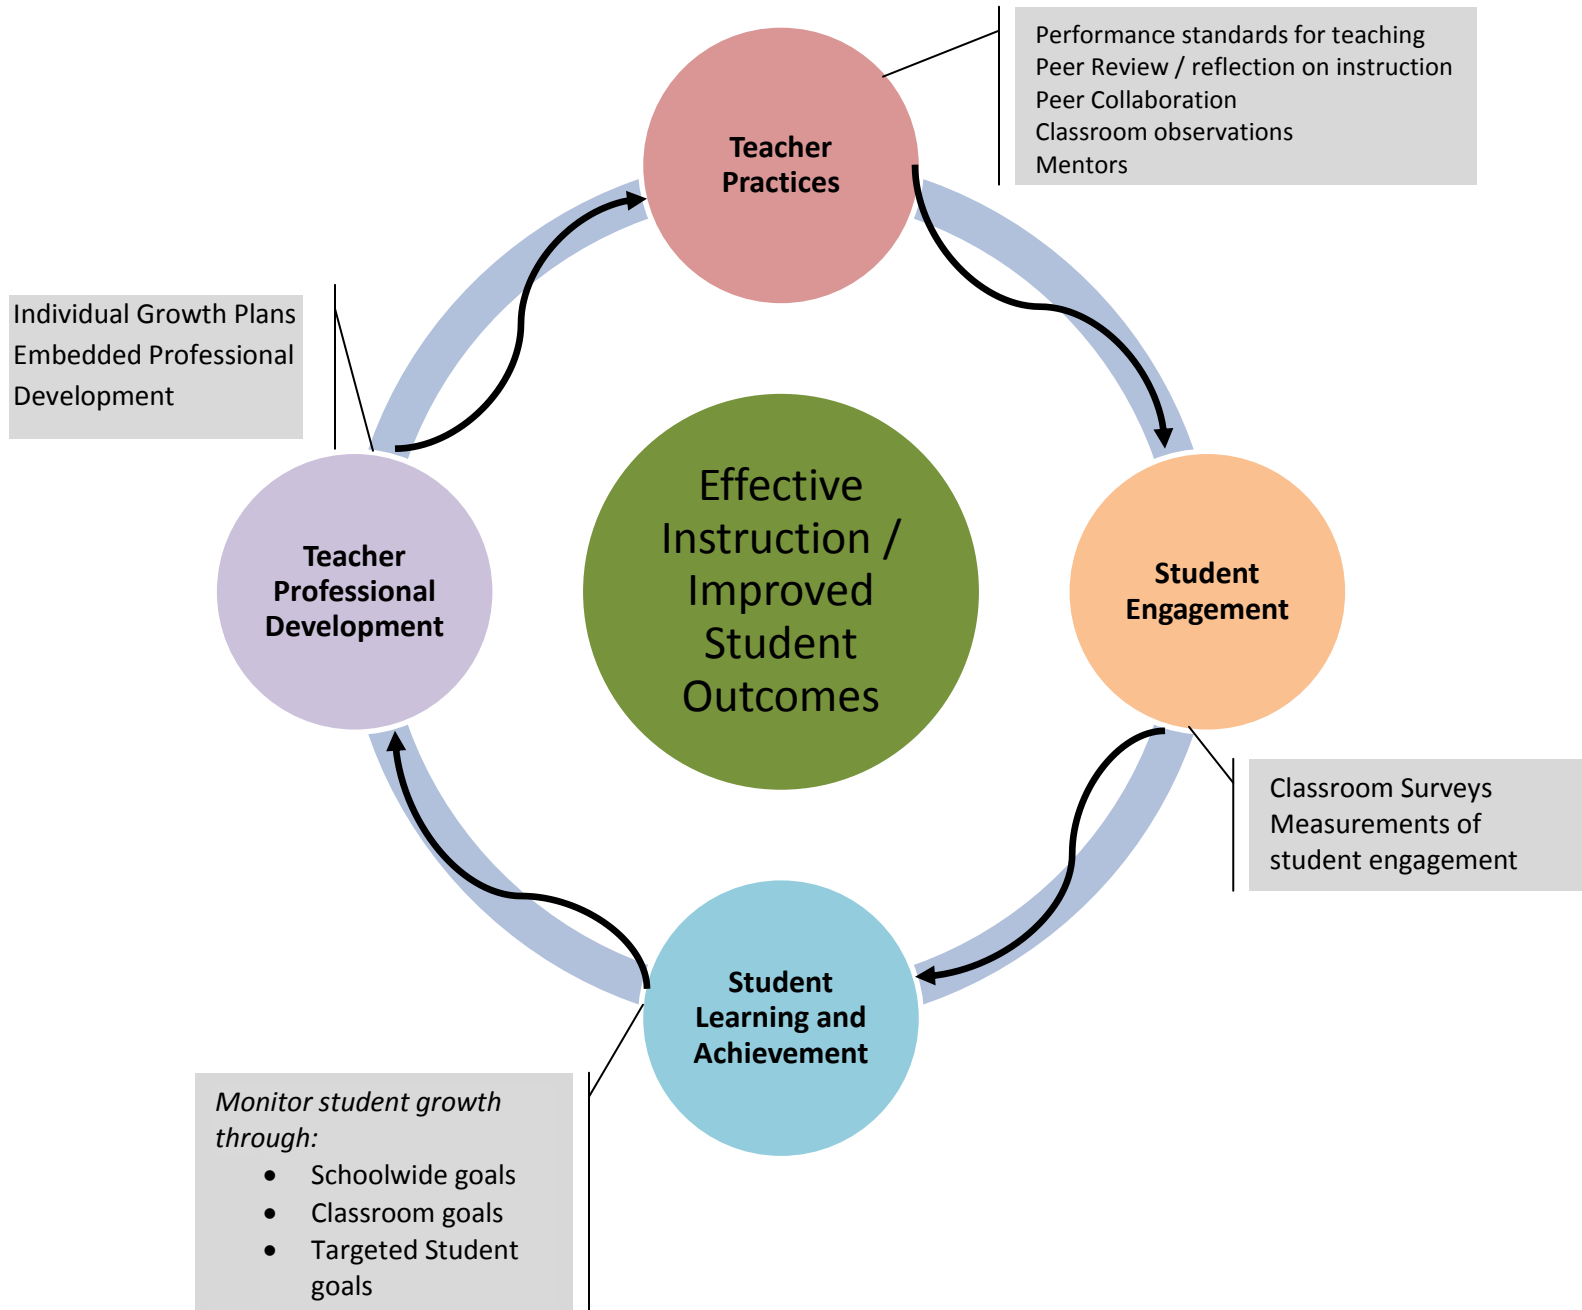 Performance standards for teaching
Peer Review / reflection on instruction
Peer Collaboration
Classroom observations
Mentors
Teacher
Practices
Individual Growth Plans
Embedded Professional
Development
Effective
Instruction /
Improved
Student
Outcomes
Teacher
Professional
Development
Student
Engagement
Classroom Surveys
Measurements of
student engagement
Student
Learning and
Achievement
Monitor student growth
through:
• Schoolwide goals
• Classroom goals
• Targeted Student
goals